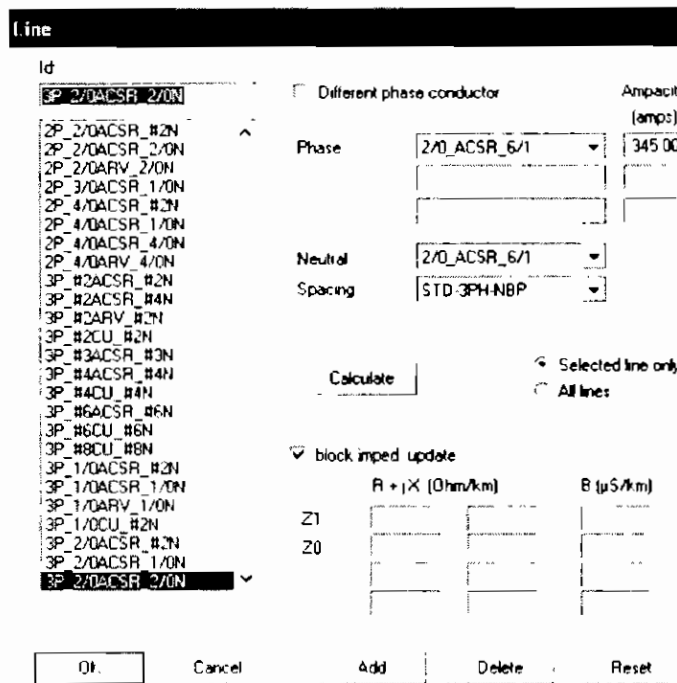 Line
Id
3P_2/0ACSR_2/0N
2P_2/0ACSR_#2N
2P_2/0ACSR_2/0N
2P_2/0ARV_2/0N
2P_3/0ACSR_1/0N
2P_4/0ACSR_#2N
2P_4/0ACSR_1/0N
2P_4/0ACSR_4/0N
2P_4/0ARV_4/0N
3P_#2ACSR_#2N
3P_#2ACSR_#4N
3P_#2ARV_#2N
3P_#2CU_#2N
3P_#3ACSR_#3N
3P_#4ACSR_#4N
3P_#4CU_#4N
3P_#6ACSR_#6N
3P_#6CU_#6N
3P_#8CU_#8N
3P_1/0ACSR_#2N
3P_1/0ACSR_1/0N
3P_1/0ARV_1/0N
3P_1/0CU_#2N
3P_2/0ACSR_#2N
3P_2/0ACSR_1/0N
3P_2/0ACSR_2/0N
Different phase conductor
Ampacit
(amps)
Phase 2/0_ACSR_6/1 345.00
Neutral 2/0_ACSR_6/1
Spacing STD-3PH-NBP
Calculate
Selected line only
All lines
block imped. update
R + jX (Ohm/km) B (µS/km)
Z1
Z0
OK Cancel Add Delete Reset